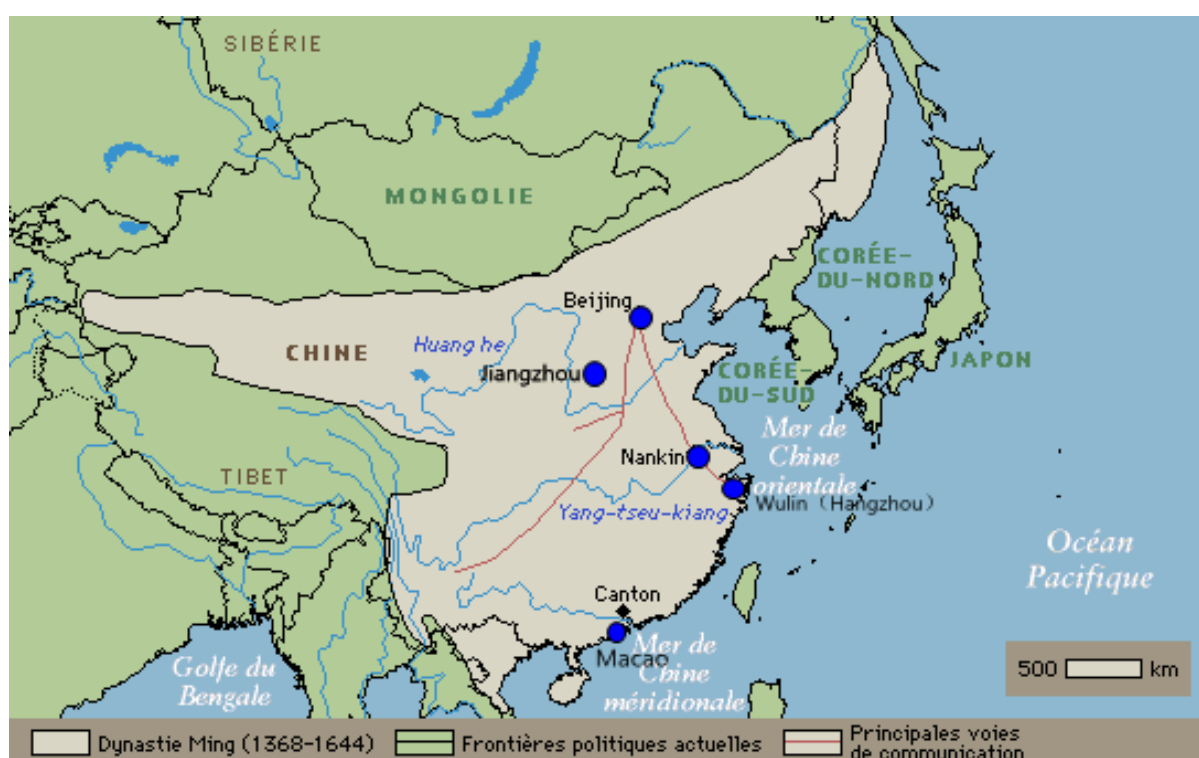 SIBÉRIE
MONGOLIE
CORÉE-
DU-NORD
Beijing
CHINE
Huang he
Jiangzhou
JAPON
CORÉE-
DU-SUD
Mer de
Chine
orientale
Nankin
TIBET
Wulin（Hangzhou）
Yang-tseu-kiang
Océan
Pacifique
Canton
Macao
Mer de
Chine
méridionale
Golfe du
Bengale
500 km
Dynastie Ming (1368-1644)
Frontières politiques actuelles
Principales voies
de communication